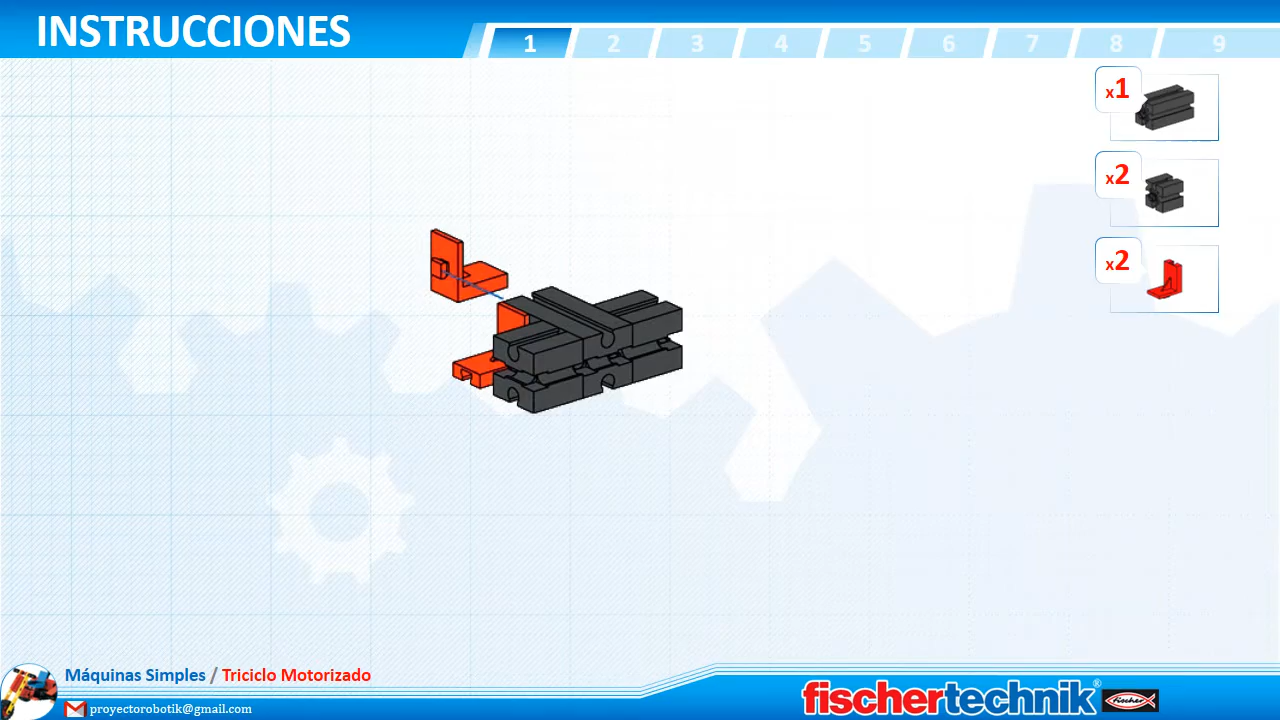 INSTRUCCIONES
1 2 3 4 5 6 7 8 9
x1
x2
x2
Máquinas Simples / Triciclo Motorizado
proyectorobotik@gmail.com
fischertechnik®
fischer